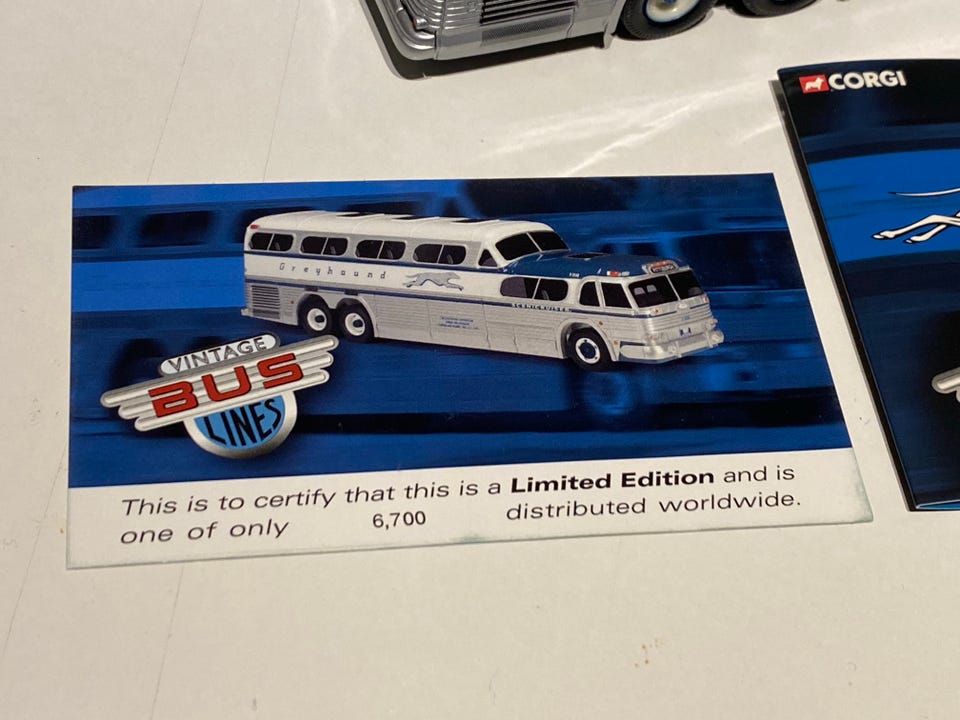 CORGI
Greyhound
SCENICRUISER
VINTAGE
BUS
LINES
This is to certify that this is a Limited Edition and is
one of only 6,700 distributed worldwide.